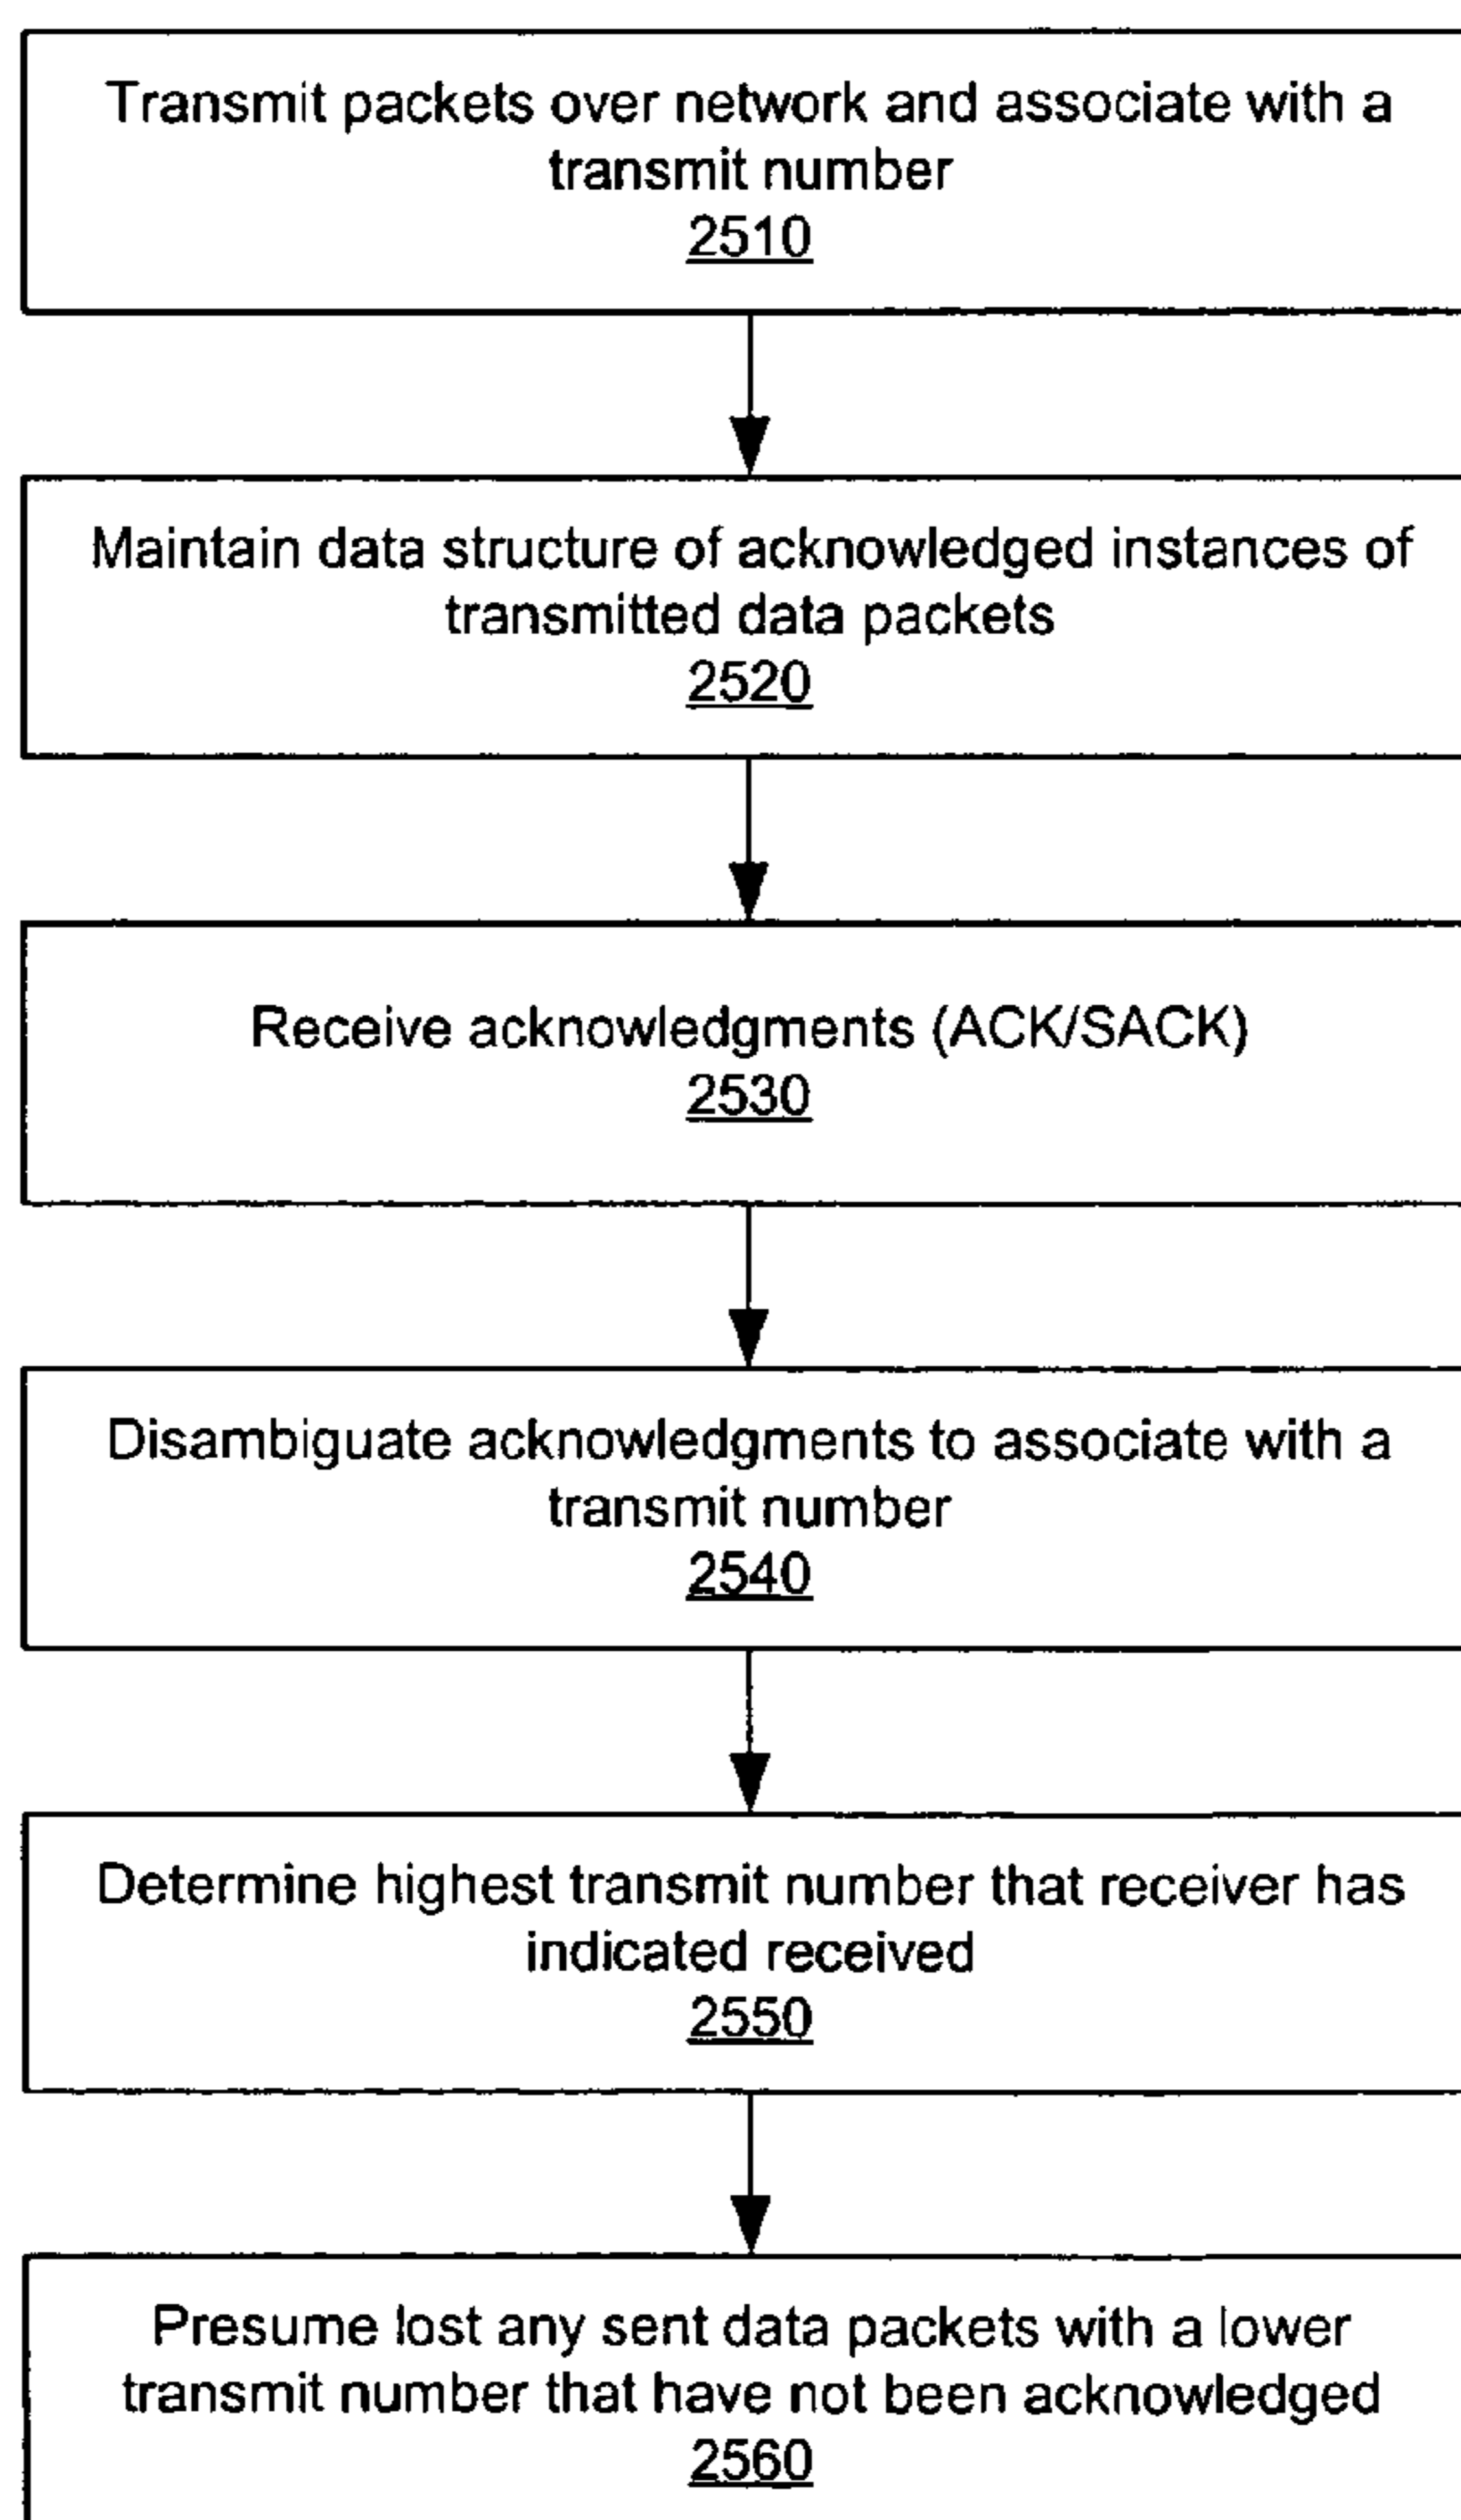 Transmit packets over network and associate with a
transmit number
2510
Maintain data structure of acknowledged instances of
transmitted data packets
2520
Receive acknowledgments (ACK/SACK)
2530
Disambiguate acknowledgments to associate with a
transmit number
2540
Determine highest transmit number that receiver has
indicated received
2550
Presume lost any sent data packets with a lower
transmit number that have not been acknowledged
2560